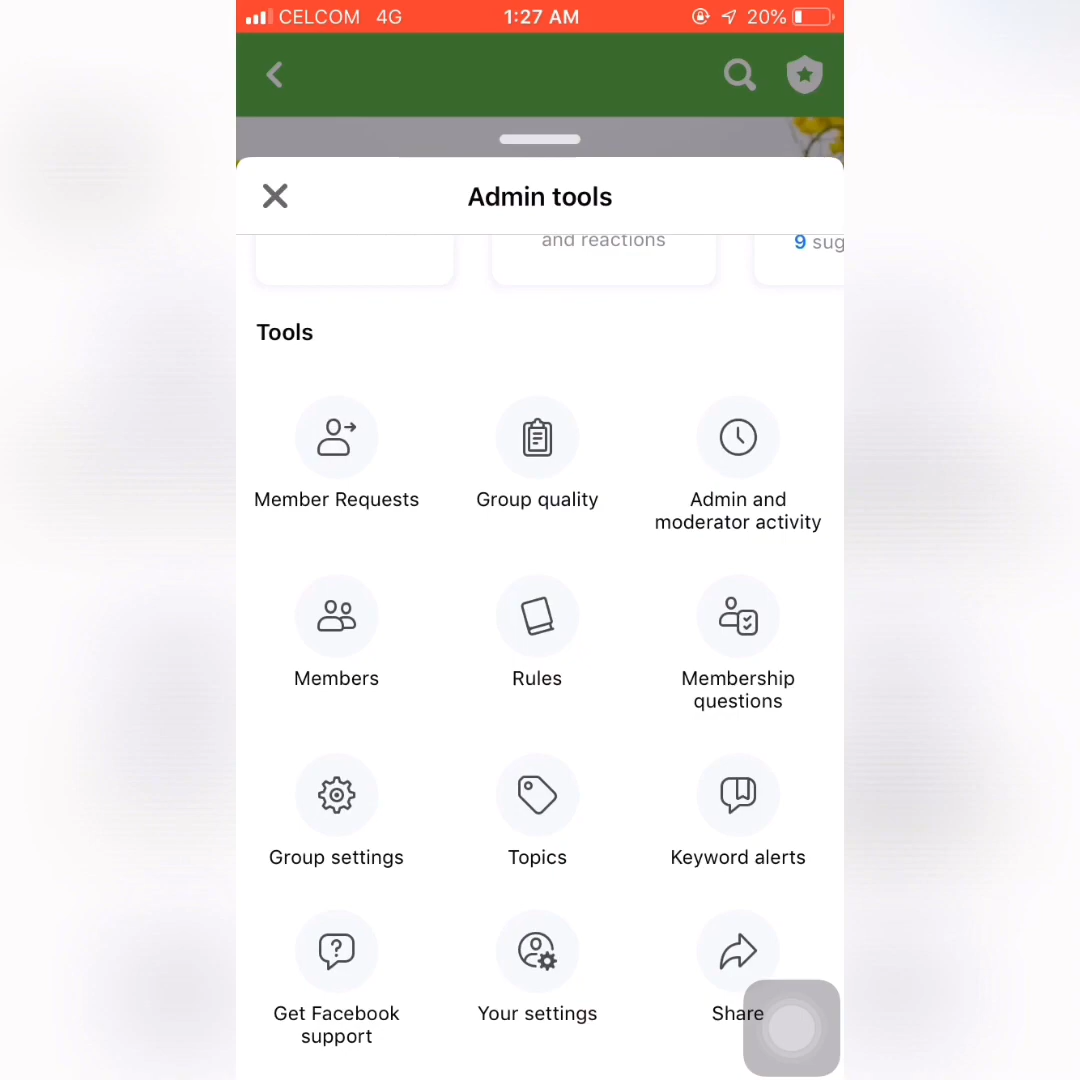 CELCOM 4G 1:27 AM 20%
Admin tools
and reactions
9 sug
Tools
Member Requests
Group quality
Admin and
moderator activity
Members
Rules
Membership
questions
Group settings
Topics
Keyword alerts
Get Facebook
support
Your settings
Share